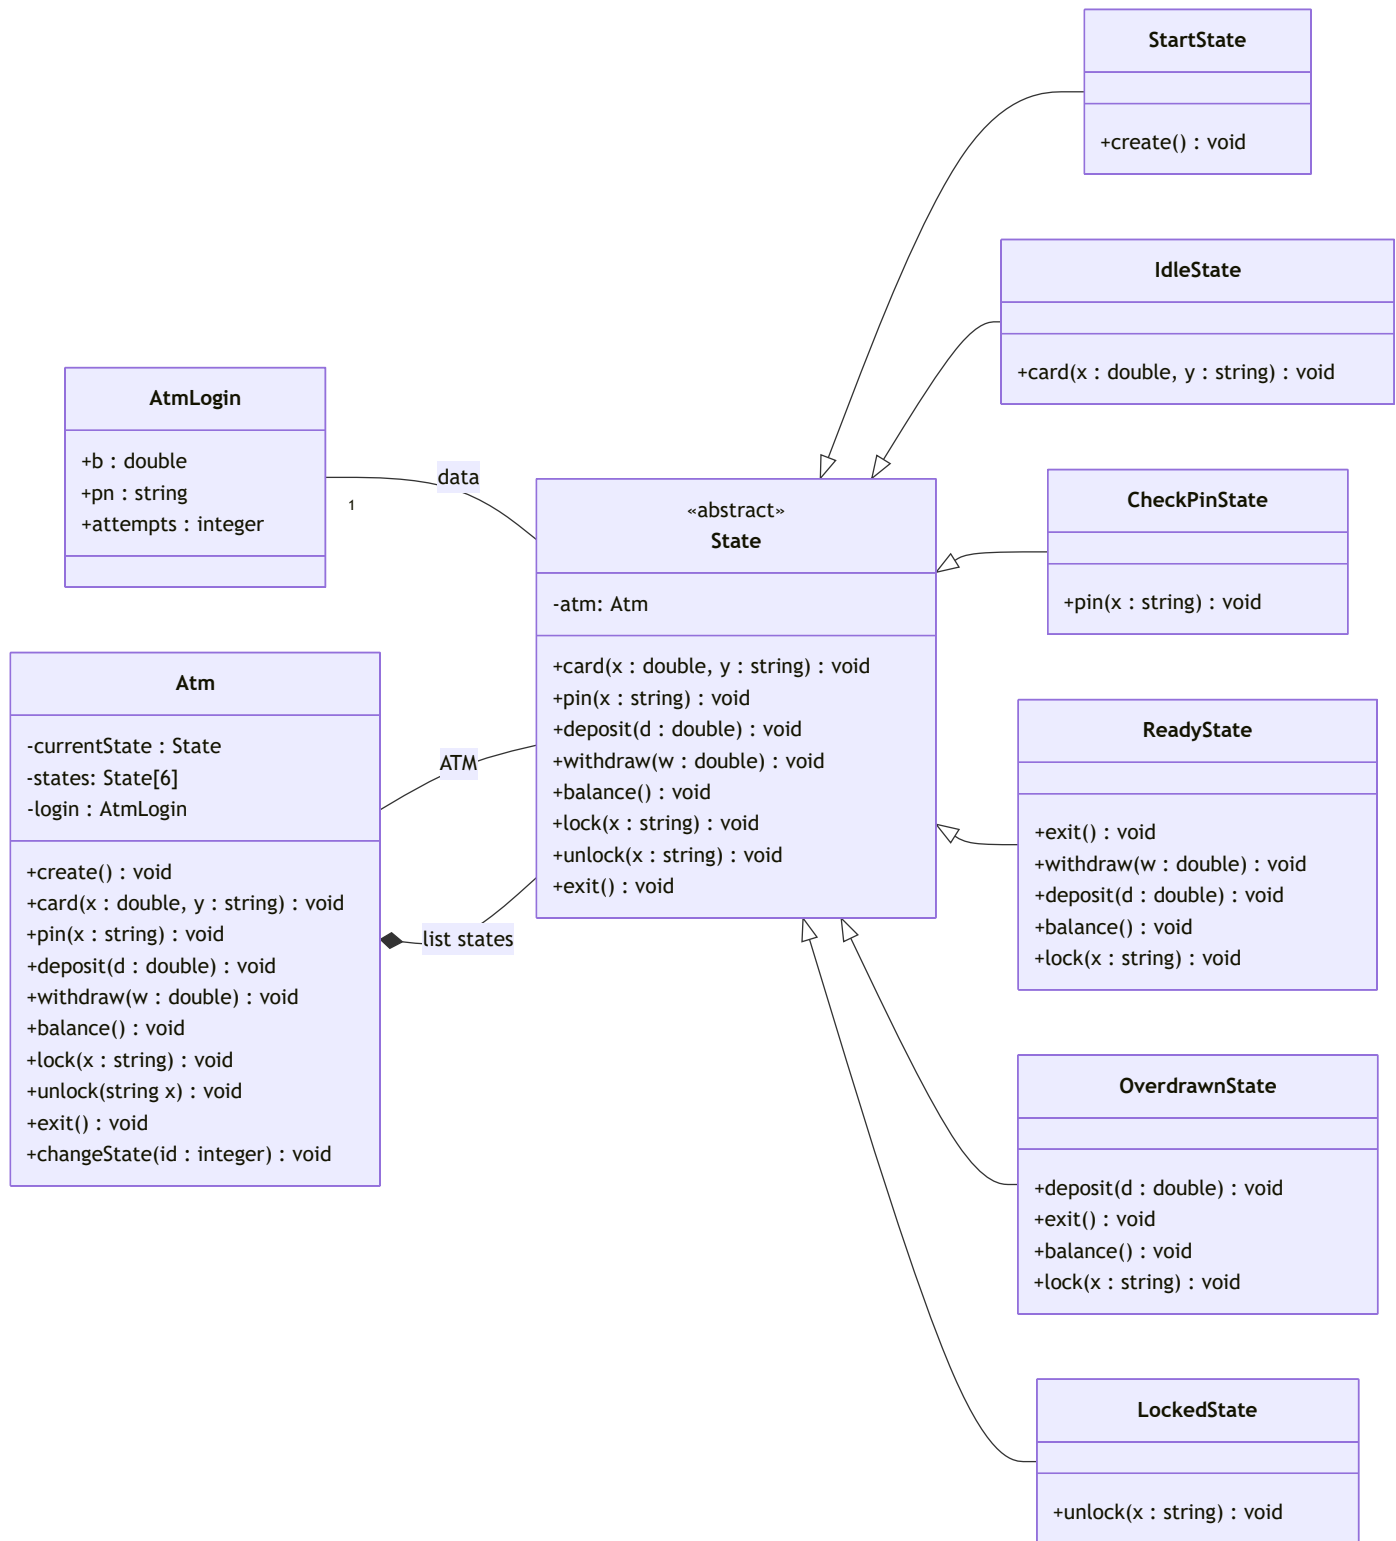 StartState
+create() : void
IdleState
+card(x : double, y : string) : void
AtmLogin
+b : double
+pn : string
+attempts : integer
1
data
«abstract»
State
-atm: Atm
+card(x : double, y : string) : void
+pin(x : string) : void
+deposit(d : double) : void
+withdraw(w : double) : void
+balance() : void
+lock(x : string) : void
+unlock(x : string) : void
+exit() : void
CheckPinState
+pin(x : string) : void
Atm
-currentState : State
-states: State[6]
-login : AtmLogin
+create() : void
+card(x : double, y : string) : void
+pin(x : string) : void
+deposit(d : double) : void
+withdraw(w : double) : void
+balance() : void
+lock(x : string) : void
+unlock(string x) : void
+exit() : void
+changeState(id : integer) : void
ATM
list states
ReadyState
+exit() : void
+withdraw(w : double) : void
+deposit(d : double) : void
+balance() : void
+lock(x : string) : void
OverdrawnState
+deposit(d : double) : void
+exit() : void
+balance() : void
+lock(x : string) : void
LockedState
+unlock(x : string) : void